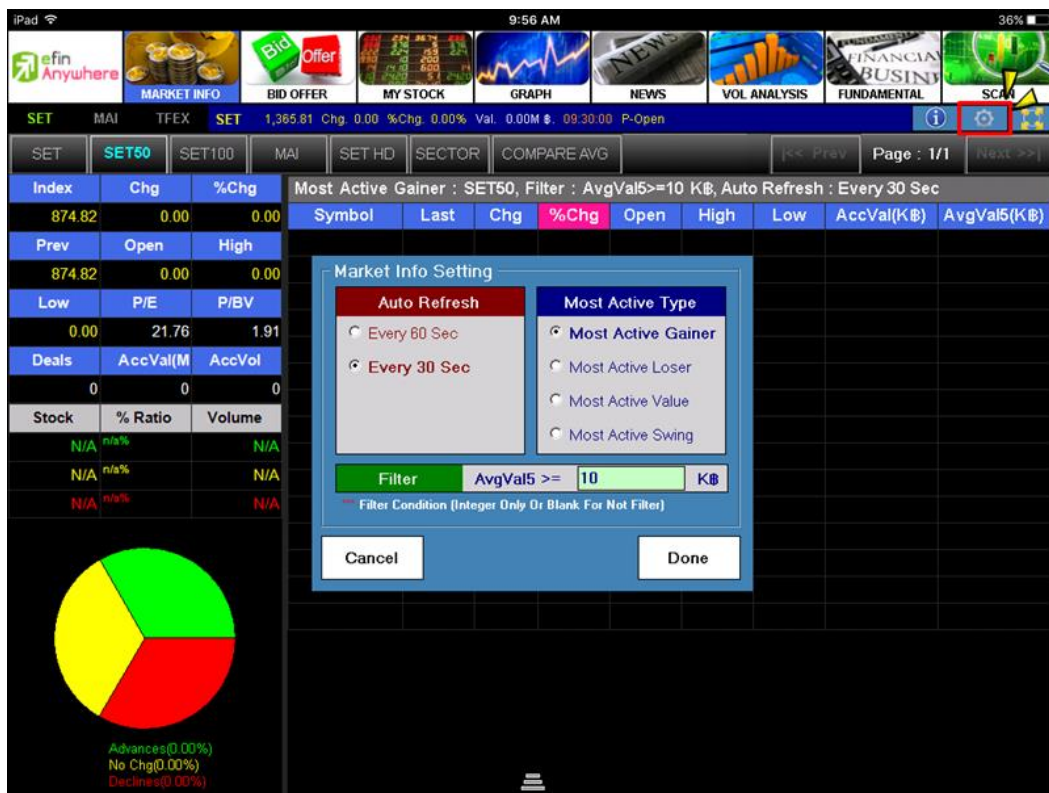 iPad 9:56 AM 36%
efin Anywhere
Bid Offer
NEWS
FINANCIAL
BUSINE
MARKET INFO BID OFFER MY STOCK GRAPH NEWS VOL ANALYSIS FUNDAMENTAL SCAN
SET MAI TFEX SET 1,365.81 Chg. 0.00 %Chg. 0.00% Val. 0.00M ฿. 09:30:00 P-Open
SET SET50 SET100 MAI SET HD SECTOR COMPARE AVG |<< Prev Page : 1/1 Next >>|
Index Chg %Chg
Most Active Gainer : SET50, Filter : AvgVal5>=10 K฿, Auto Refresh : Every 30 Sec
874.82 0.00 0.00
Symbol Last Chg %Chg Open High Low AccVal(K฿) AvgVal5(K฿)
Prev Open High
874.82 0.00 0.00
Low P/E P/BV
0.00 21.76 1.91
Deals AccVal(M AccVol
0 0 0
Stock % Ratio Volume
N/A n/a% N/A
N/A n/a% N/A
N/A n/a% N/A
Advances(0.00%)
No Chg(0.00%)
Declines(0.00%)
Market Info Setting
Auto Refresh
Every 60 Sec
Every 30 Sec
Most Active Type
Most Active Gainer
Most Active Loser
Most Active Value
Most Active Swing
Filter AvgVal5 >= 10 K฿
*** Filter Condition (Integer Only Or Blank For Not Filter)
Cancel Done